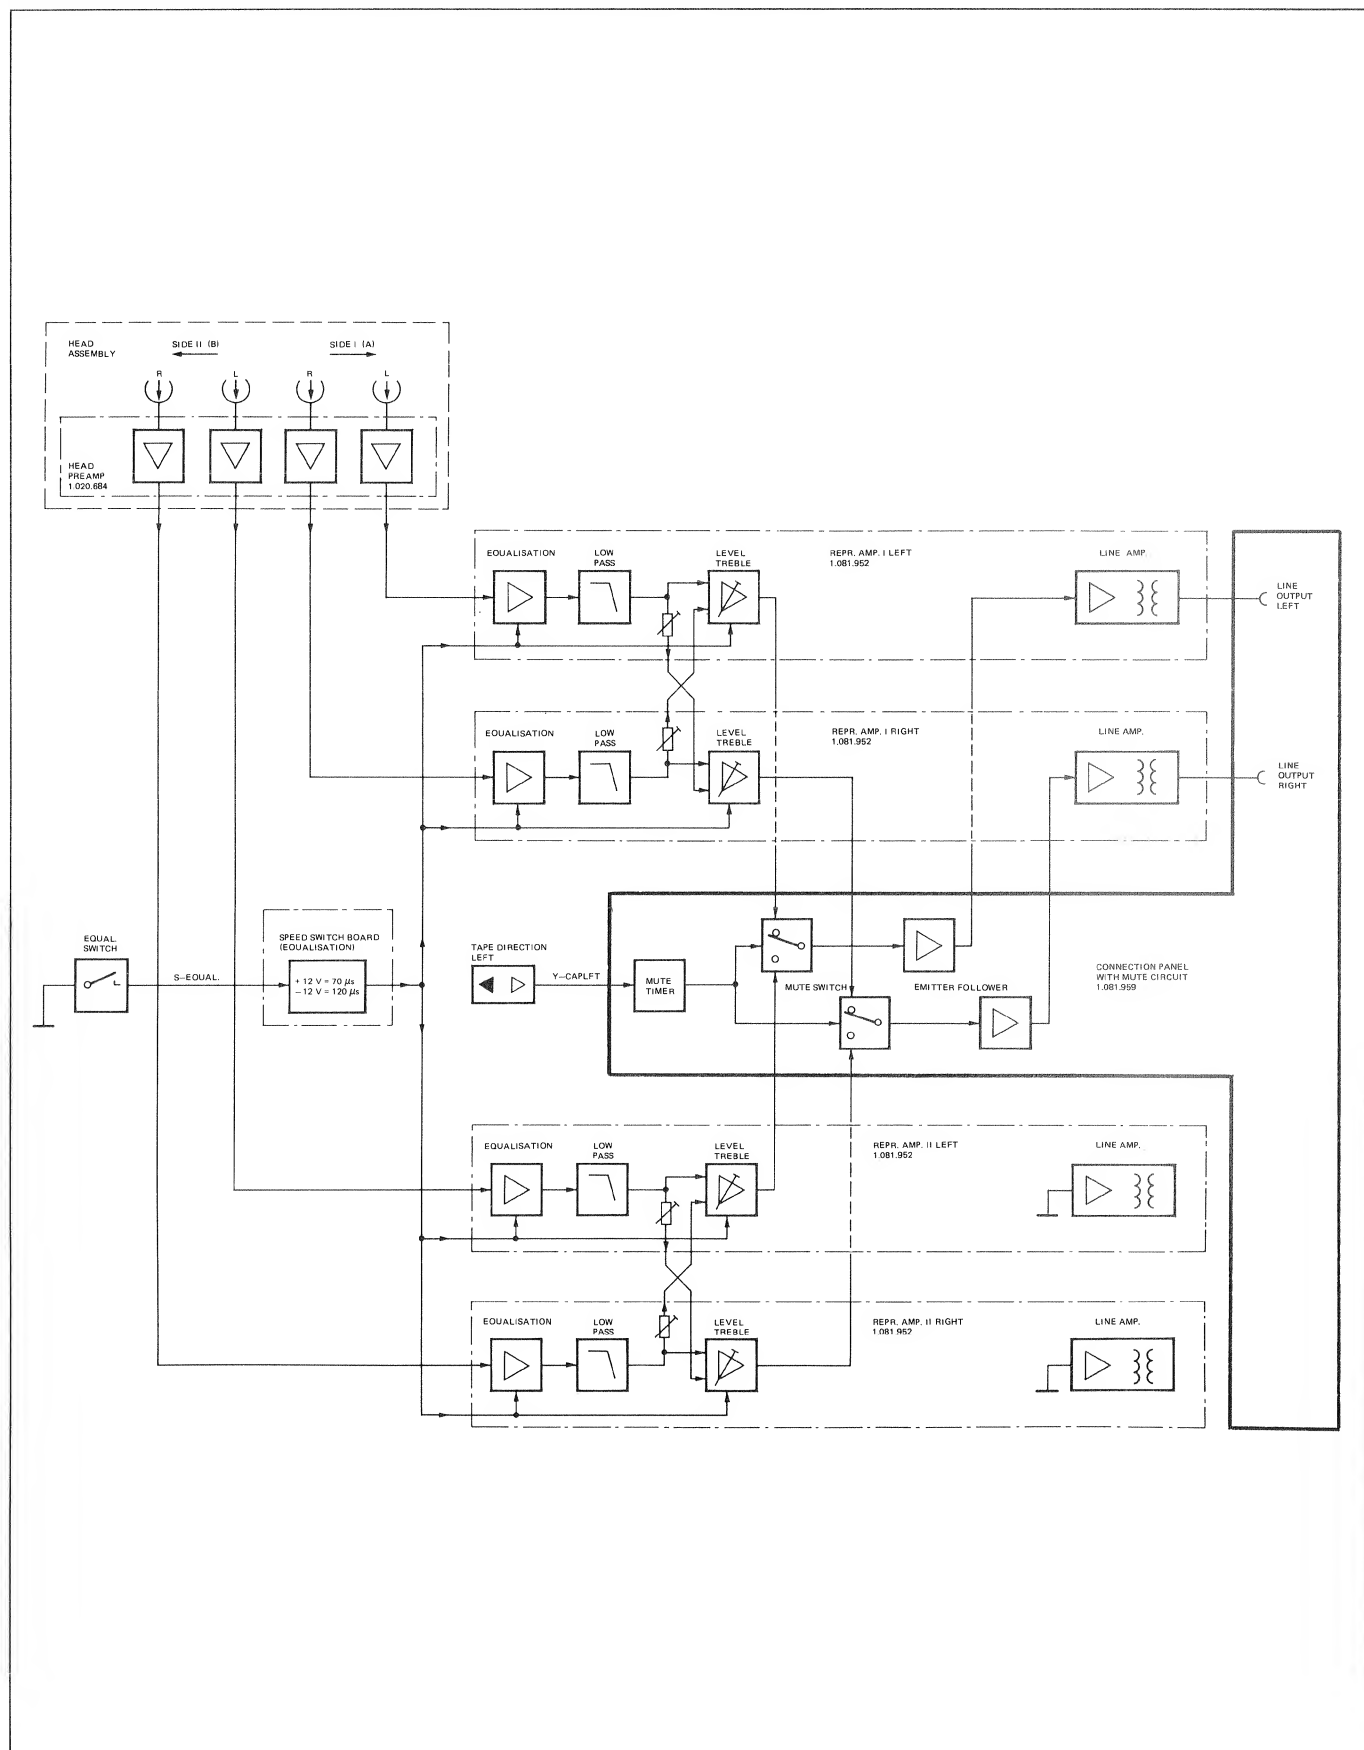 HEAD
ASSEMBLY
SIDE II (B)
SIDE I (A)
R
L
R
L
HEAD
PREAMP
1.020.684
EQUALISATION
LOW
PASS
LEVEL
TREBLE
REPR. AMP. I LEFT
1.081.952
LINE AMP.
LINE
OUTPUT
LEFT
EQUALISATION
LOW
PASS
LEVEL
TREBLE
REPR. AMP. I RIGHT
1.081.952
LINE AMP.
LINE
OUTPUT
RIGHT
EQUAL.
SWITCH
S-EQUAL.
SPEED SWITCH BOARD
(EQUALISATION)
+ 12 V = 70 µs
– 12 V = 120 µs
TAPE DIRECTION
LEFT
Y-CAPLFT
MUTE
TIMER
MUTE SWITCH
EMITTER FOLLOWER
CONNECTION PANEL
WITH MUTE CIRCUIT
1.081.959
EQUALISATION
LOW
PASS
LEVEL
TREBLE
REPR. AMP. II LEFT
1.081.952
LINE AMP.
EQUALISATION
LOW
PASS
LEVEL
TREBLE
REPR. AMP. II RIGHT
1.081.952
LINE AMP.